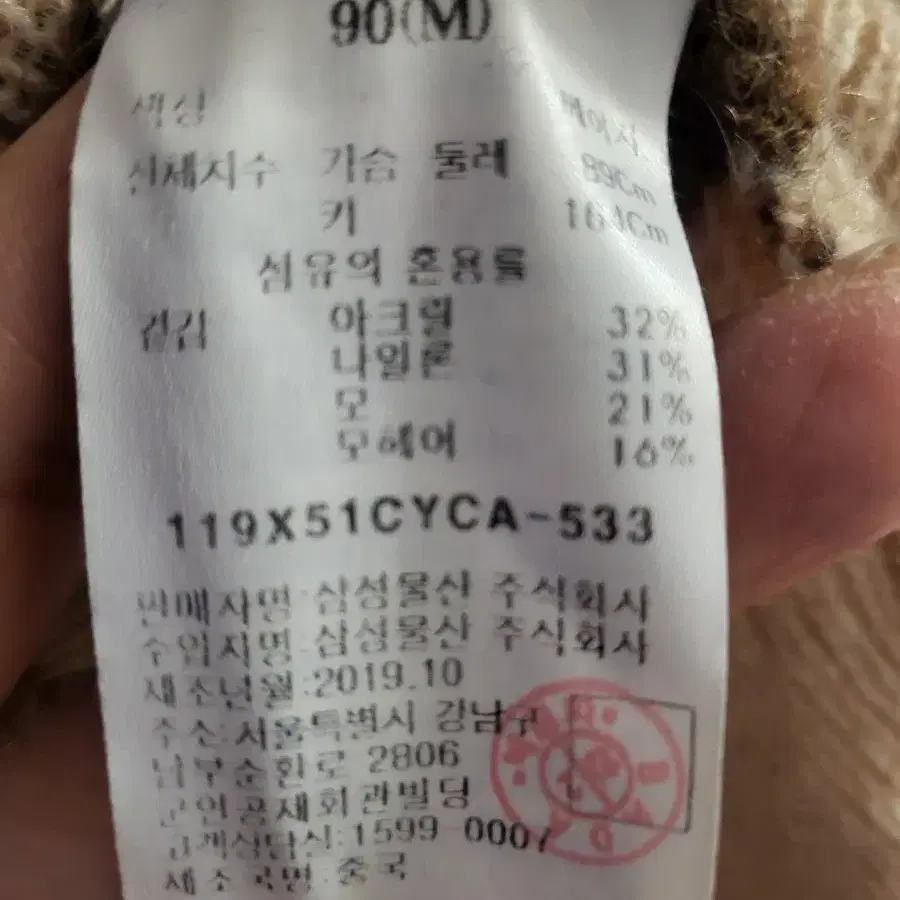 90(M)
색상 베이지
신체치수 가슴 둘레 89Cm
키 164Cm
섬유의 혼용률
겉감 아크릴 32%
나일론 31%
모 21%
모헤어 16%
119X51CYCA-533
판매자명:삼성물산 주식회사
수입자명:삼성물산 주식회사
제조년월:2019.10
주소:서울특별시 강남구
남부순환로 2806
군인공제회관빌딩
고객상담실:1599 0007
제조국명:중국